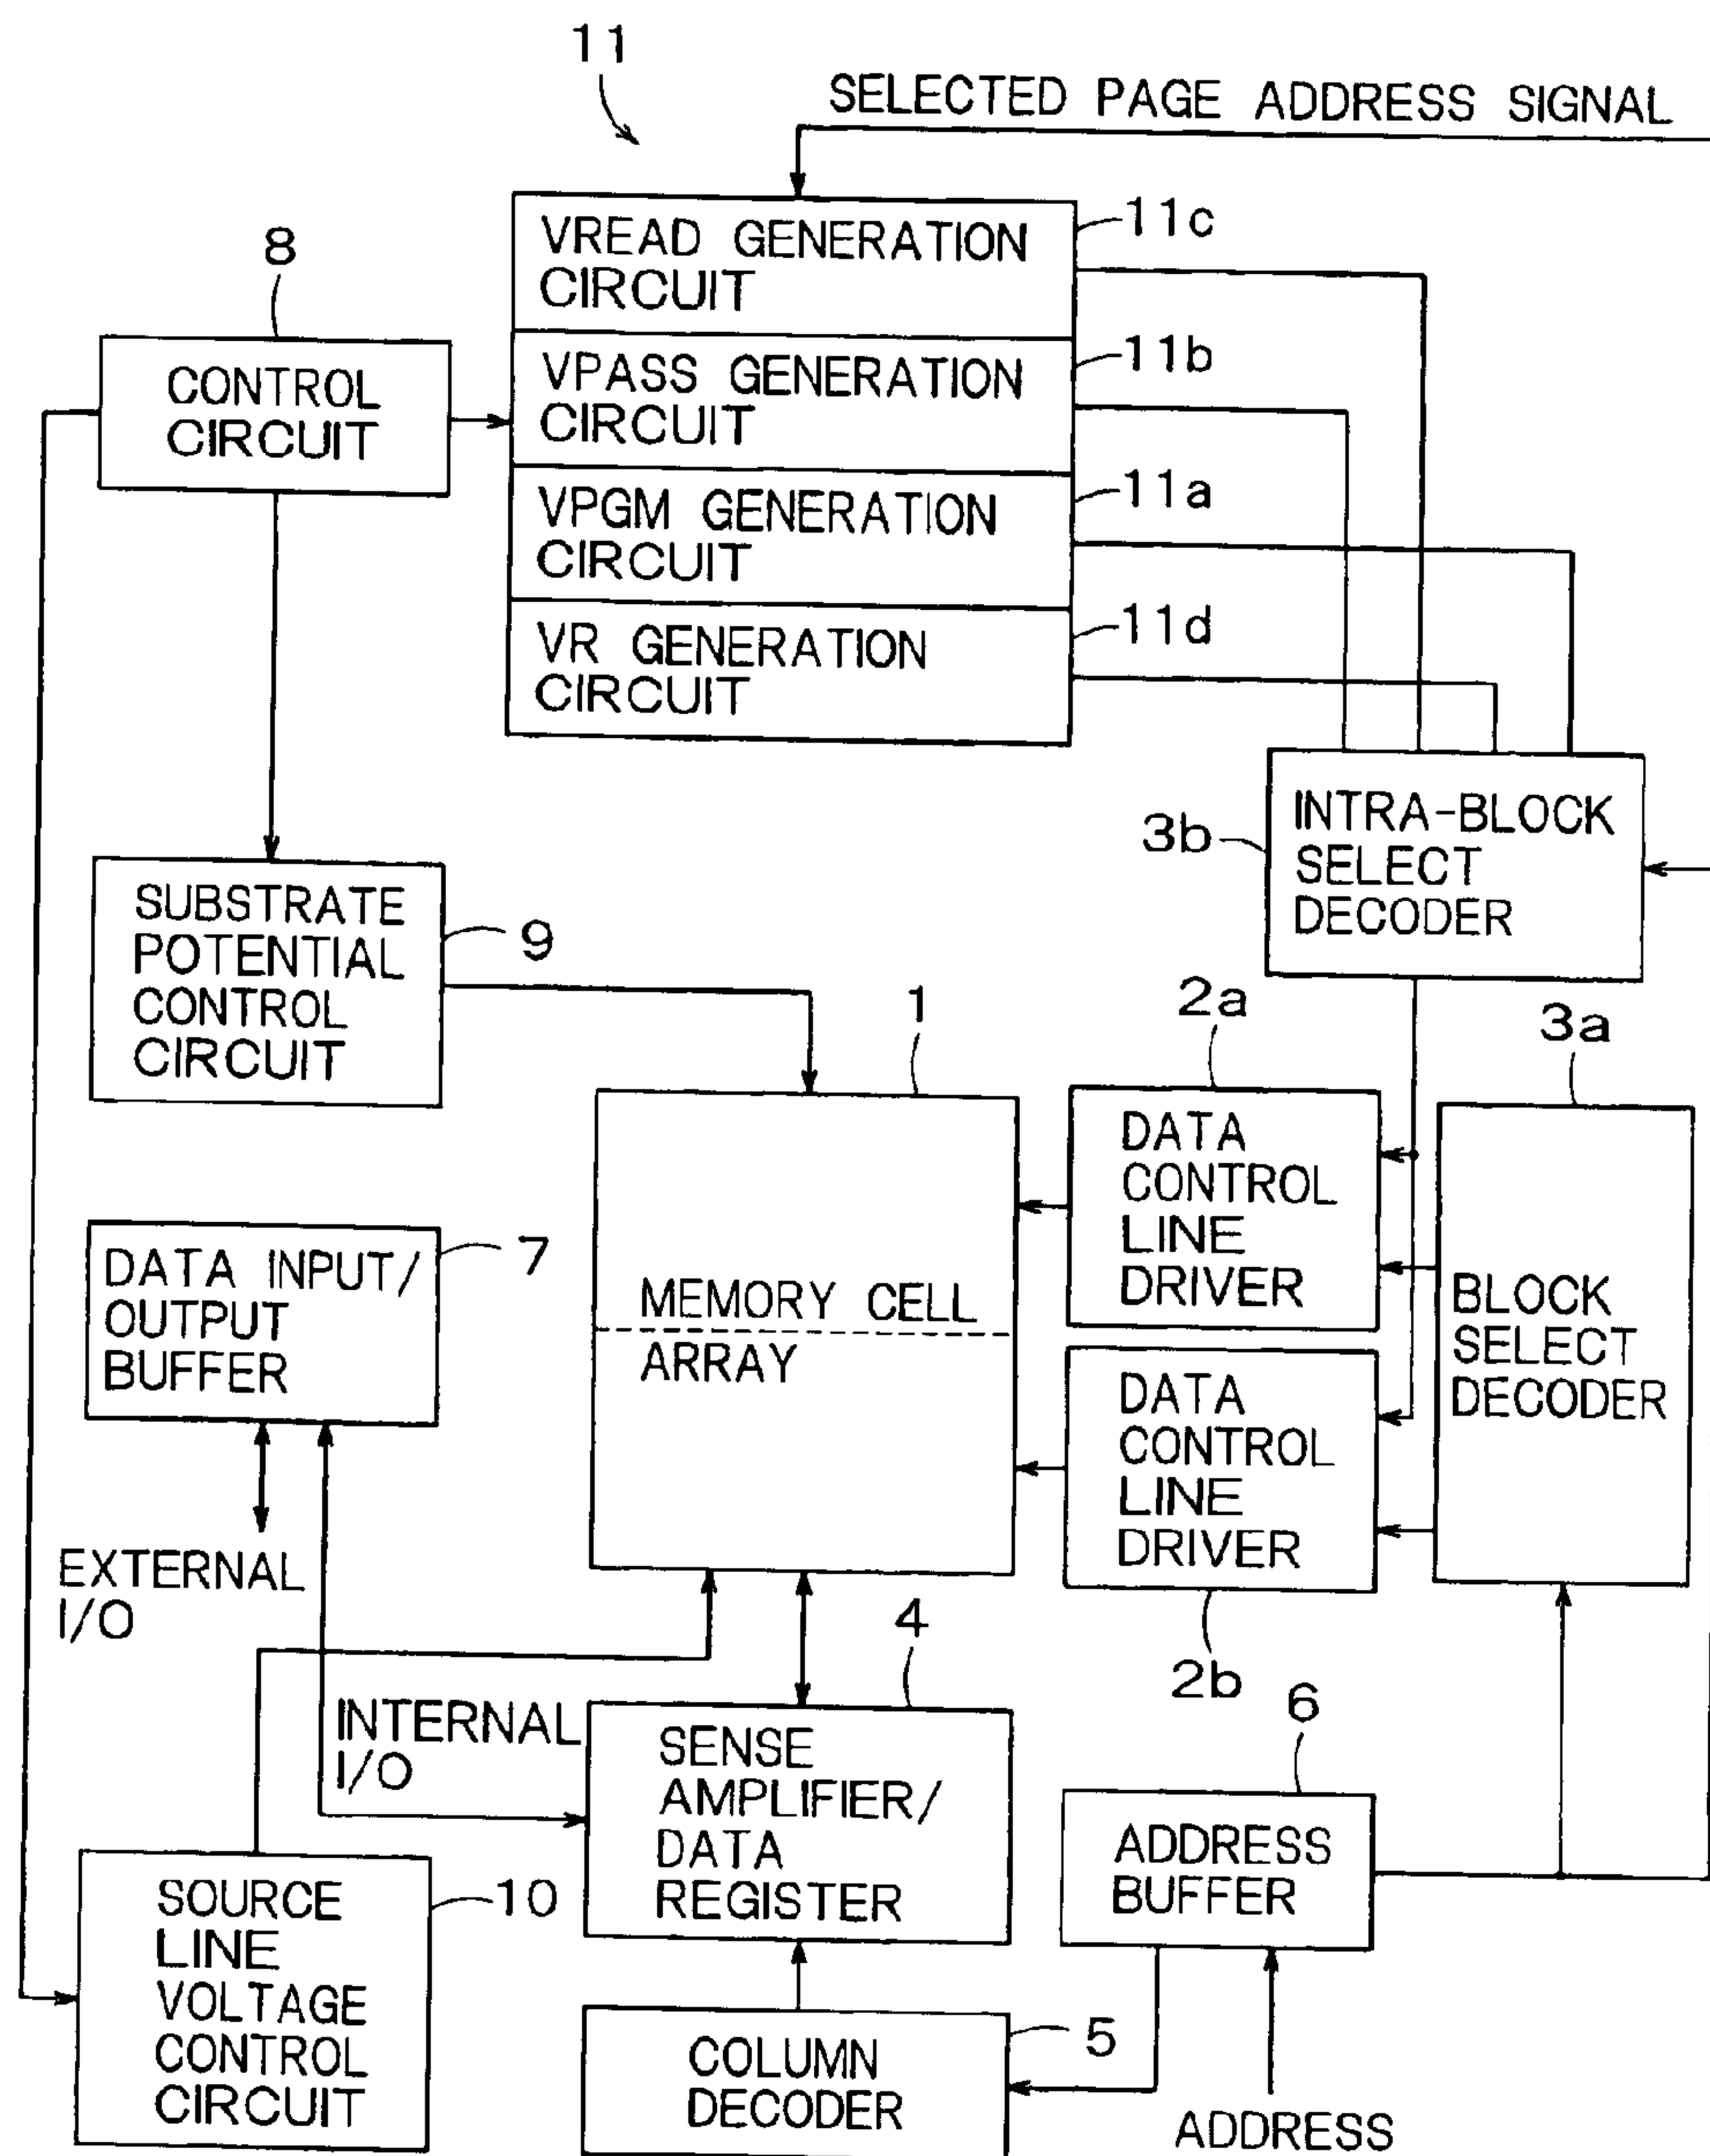 11
SELECTED PAGE ADDRESS SIGNAL
VREAD GENERATION
CIRCUIT
11c
8
CONTROL
CIRCUIT
VPASS GENERATION
CIRCUIT
11b
VPGM GENERATION
CIRCUIT
11a
VR GENERATION
CIRCUIT
11d
INTRA-BLOCK
SELECT
DECODER
3b
SUBSTRATE
POTENTIAL
CONTROL
CIRCUIT
9
1
2a
3a
DATA
CONTROL
LINE
DRIVER
DATA INPUT/
OUTPUT
BUFFER
7
MEMORY CELL
ARRAY
BLOCK
SELECT
DECODER
DATA
CONTROL
LINE
DRIVER
2b
EXTERNAL
I/O
INTERNAL
I/O
4
SENSE
AMPLIFIER/
DATA
REGISTER
6
ADDRESS
BUFFER
SOURCE
LINE
VOLTAGE
CONTROL
CIRCUIT
10
COLUMN
DECODER
5
ADDRESS